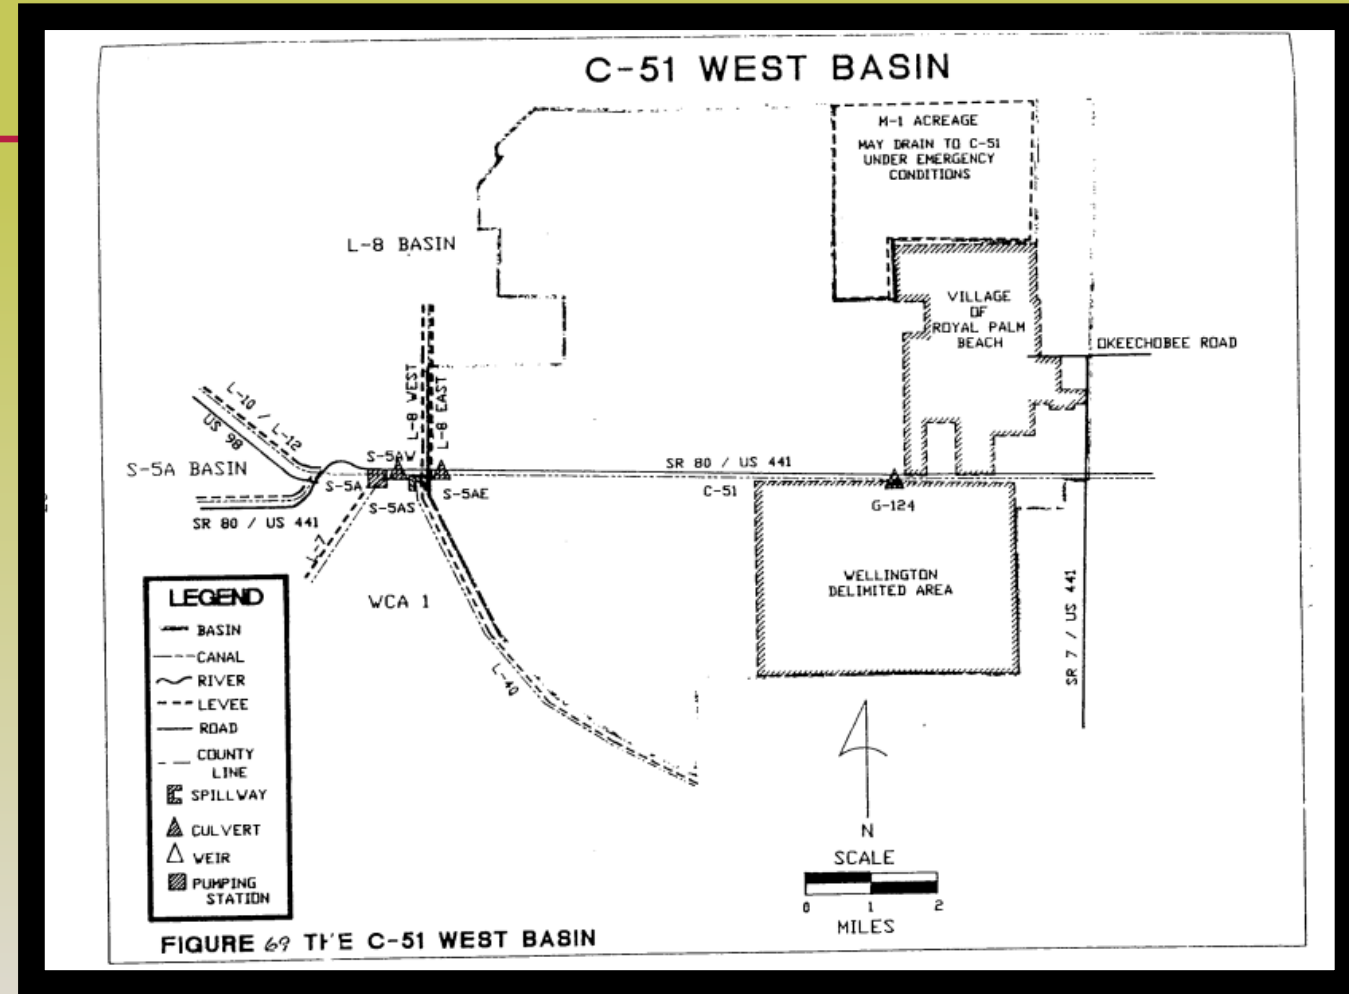 C-51 WEST BASIN
M-1 ACREAGE
MAY DRAIN TO C-51
UNDER EMERGENCY
CONDITIONS
L-8 BASIN
VILLAGE
OF
ROYAL PALM
BEACH
OKEECHOBEE ROAD
L-8 WEST
L-8 EAST
L-10 / L-12
US 98
S-5A BASIN
S-5AW
SR 80 / US 441
S-5A
S-5AE
C-51
S-5AS
G-124
SR 80 / US 441
L-7
WCA 1
WELLINGTON
DELIMITED AREA
SR 7 / US 441
L-40
LEGEND
BASIN
CANAL
RIVER
LEVEE
ROAD
COUNTY
LINE
SPILLWAY
CULVERT
WEIR
PUMPING
STATION
N
SCALE
0 1 2
MILES
FIGURE 69 THE C-51 WEST BASIN